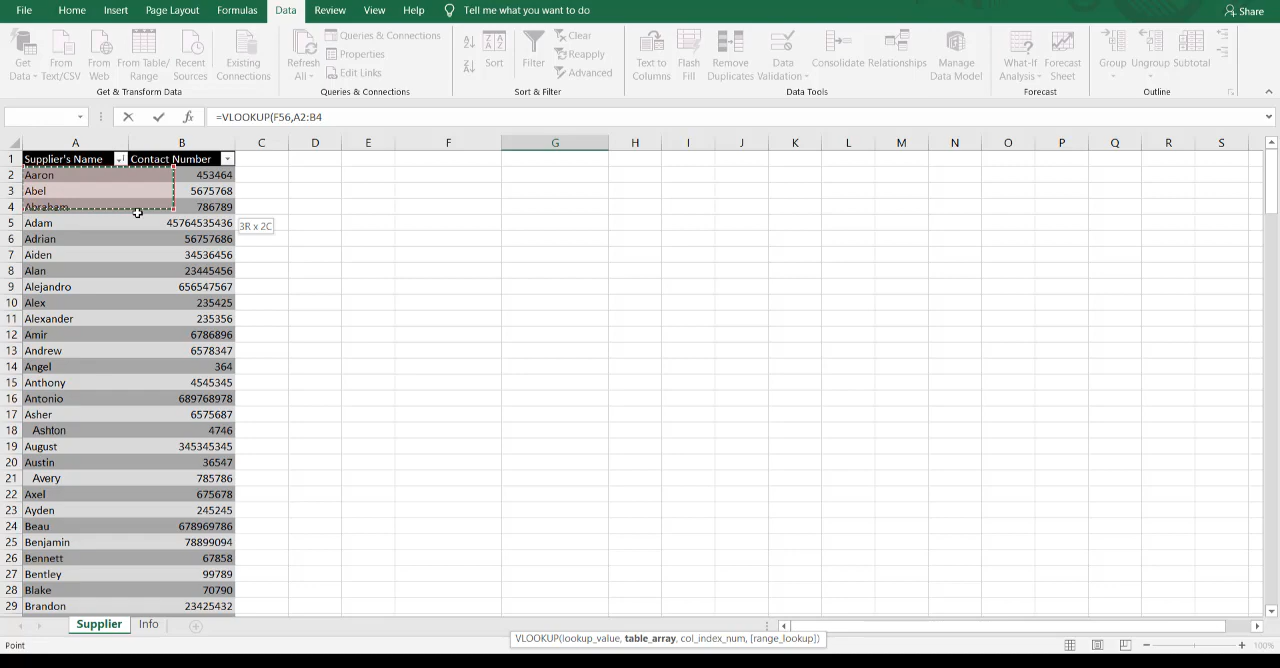 File Home Insert Page Layout Formulas Data Review View Help Tell me what you want to do Share
Get Data From Text/CSV From Web From Table/ Range Recent Sources Existing Connections
Refresh All Queries & Connections Properties Edit Links
Sort Filter Clear Reapply Advanced
Text to Columns Flash Fill Remove Duplicates Data Validation Consolidate Relationships Manage Data Model
What-If Analysis Forecast Sheet Group Ungroup Subtotal
Get & Transform Data Queries & Connections Sort & Filter Data Tools Forecast Outline
fx =VLOOKUP(F56,A2:B4
A B C D E F G H I J K L M N O P Q R S
1 Supplier's Name Contact Number
2 Aaron 453464
3 Abel 5675768
4 Abraham 786789
5 Adam 45764535436
3R x 2C
6 Adrian 56757686
7 Aiden 34536456
8 Alan 23445456
9 Alejandro 656547567
10 Alex 235425
11 Alexander 235356
12 Amir 6786896
13 Andrew 6578347
14 Angel 364
15 Anthony 4545345
16 Antonio 689768978
17 Asher 6575687
18 Ashton 4746
19 August 345345345
20 Austin 36547
21 Avery 785786
22 Axel 675678
23 Ayden 245245
24 Beau 678969786
25 Benjamin 78899094
26 Bennett 67858
27 Bentley 99789
28 Blake 70790
29 Brandon 23425432
Supplier Info
VLOOKUP(lookup_value, table_array, col_index_num, [range_lookup])
Point 100%